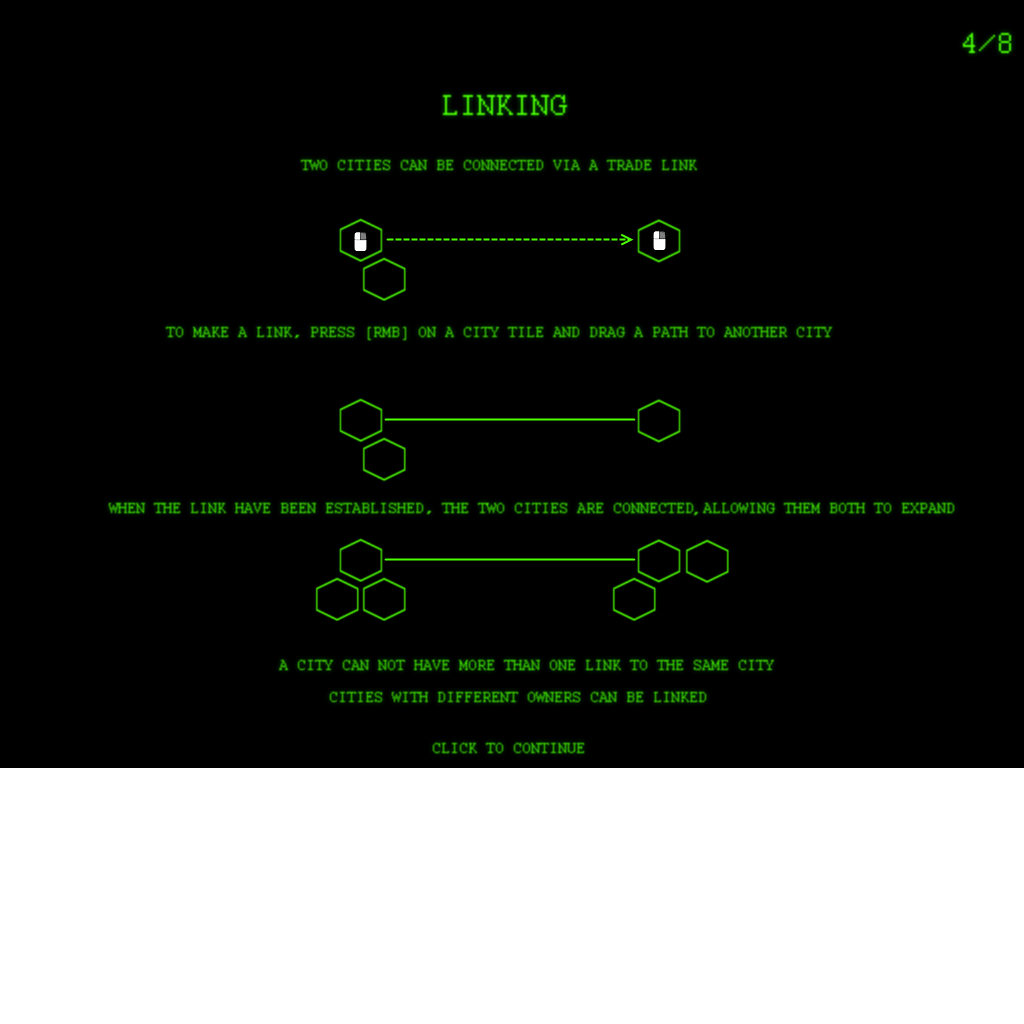 4/8
LINKING
TWO CITIES CAN BE CONNECTED VIA A TRADE LINK
TO MAKE A LINK, PRESS [RMB] ON A CITY TILE AND DRAG A PATH TO ANOTHER CITY
WHEN THE LINK HAVE BEEN ESTABLISHED, THE TWO CITIES ARE CONNECTED,ALLOWING THEM BOTH TO EXPAND
A CITY CAN NOT HAVE MORE THAN ONE LINK TO THE SAME CITY
CITIES WITH DIFFERENT OWNERS CAN BE LINKED
CLICK TO CONTINUE